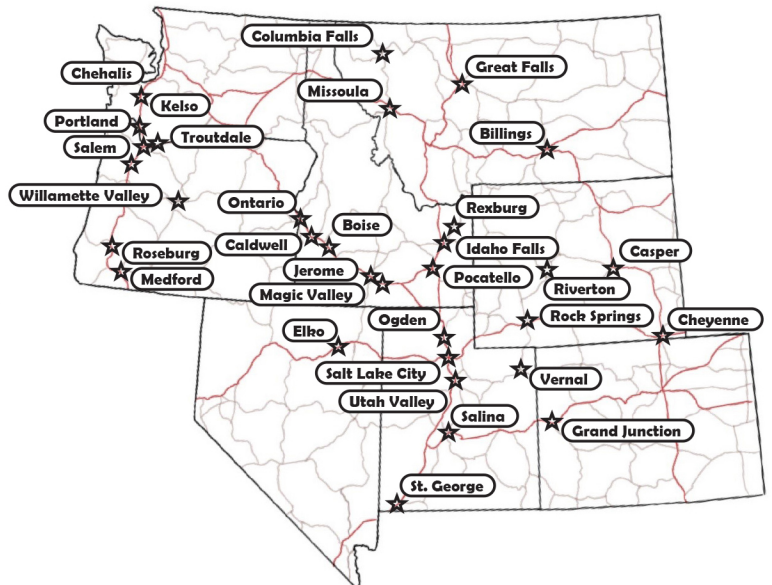 Columbia Falls
Great Falls
Chehalis
Missoula
Kelso
Portland
Troutdale
Billings
Salem
Willamette Valley
Ontario
Rexburg
Boise
Caldwell
Idaho Falls
Casper
Roseburg
Jerome
Pocatello
Medford
Riverton
Magic Valley
Ogden
Rock Springs
Cheyenne
Elko
Salt Lake City
Vernal
Utah Valley
Salina
Grand Junction
St. George